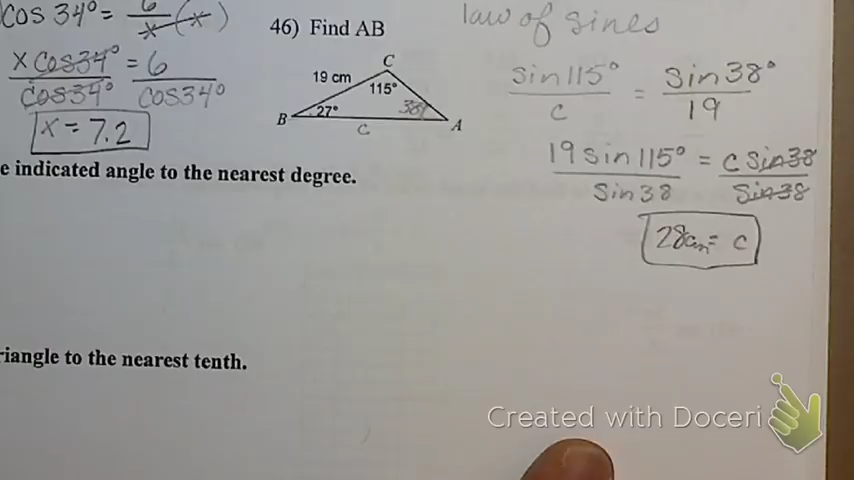 cos 34° = 6/x (x)
x cos 34° = 6
cos 34° cos 34°
x = 7.2
46) Find AB
C
19 cm
115°
B
27°
38°
A
c
law of sines
sin 115° = sin 38°
c 19
19 sin 115° = c sin 38
sin 38 sin 38
28cm = c
e indicated angle to the nearest degree.
riangle to the nearest tenth.
Created with Doceri